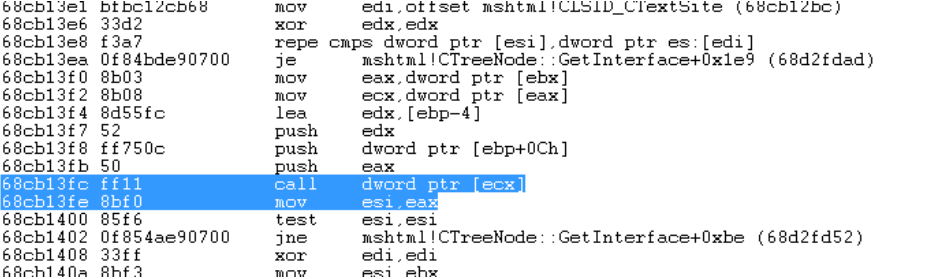 68cb13e1 bfbc12cb68 mov edi,offset mshtml!CLSID_CTextSite (68cb12bc)
68cb13e6 33d2 xor edx,edx
68cb13e8 f3a7 repe cmps dword ptr [esi],dword ptr es:[edi]
68cb13ea 0f84bde90700 je mshtml!CTreeNode::GetInterface+0x1e9 (68d2fdad)
68cb13f0 8b03 mov eax,dword ptr [ebx]
68cb13f2 8b08 mov ecx,dword ptr [eax]
68cb13f4 8d55fc lea edx,[ebp-4]
68cb13f7 52 push edx
68cb13f8 ff750c push dword ptr [ebp+0Ch]
68cb13fb 50 push eax
68cb13fc ff11 call dword ptr [ecx]
68cb13fe 8bf0 mov esi,eax
68cb1400 85f6 test esi,esi
68cb1402 0f854ae90700 jne mshtml!CTreeNode::GetInterface+0xbe (68d2fd52)
68cb1408 33ff xor edi,edi
68cb140a 8bf3 mov esi,ebx